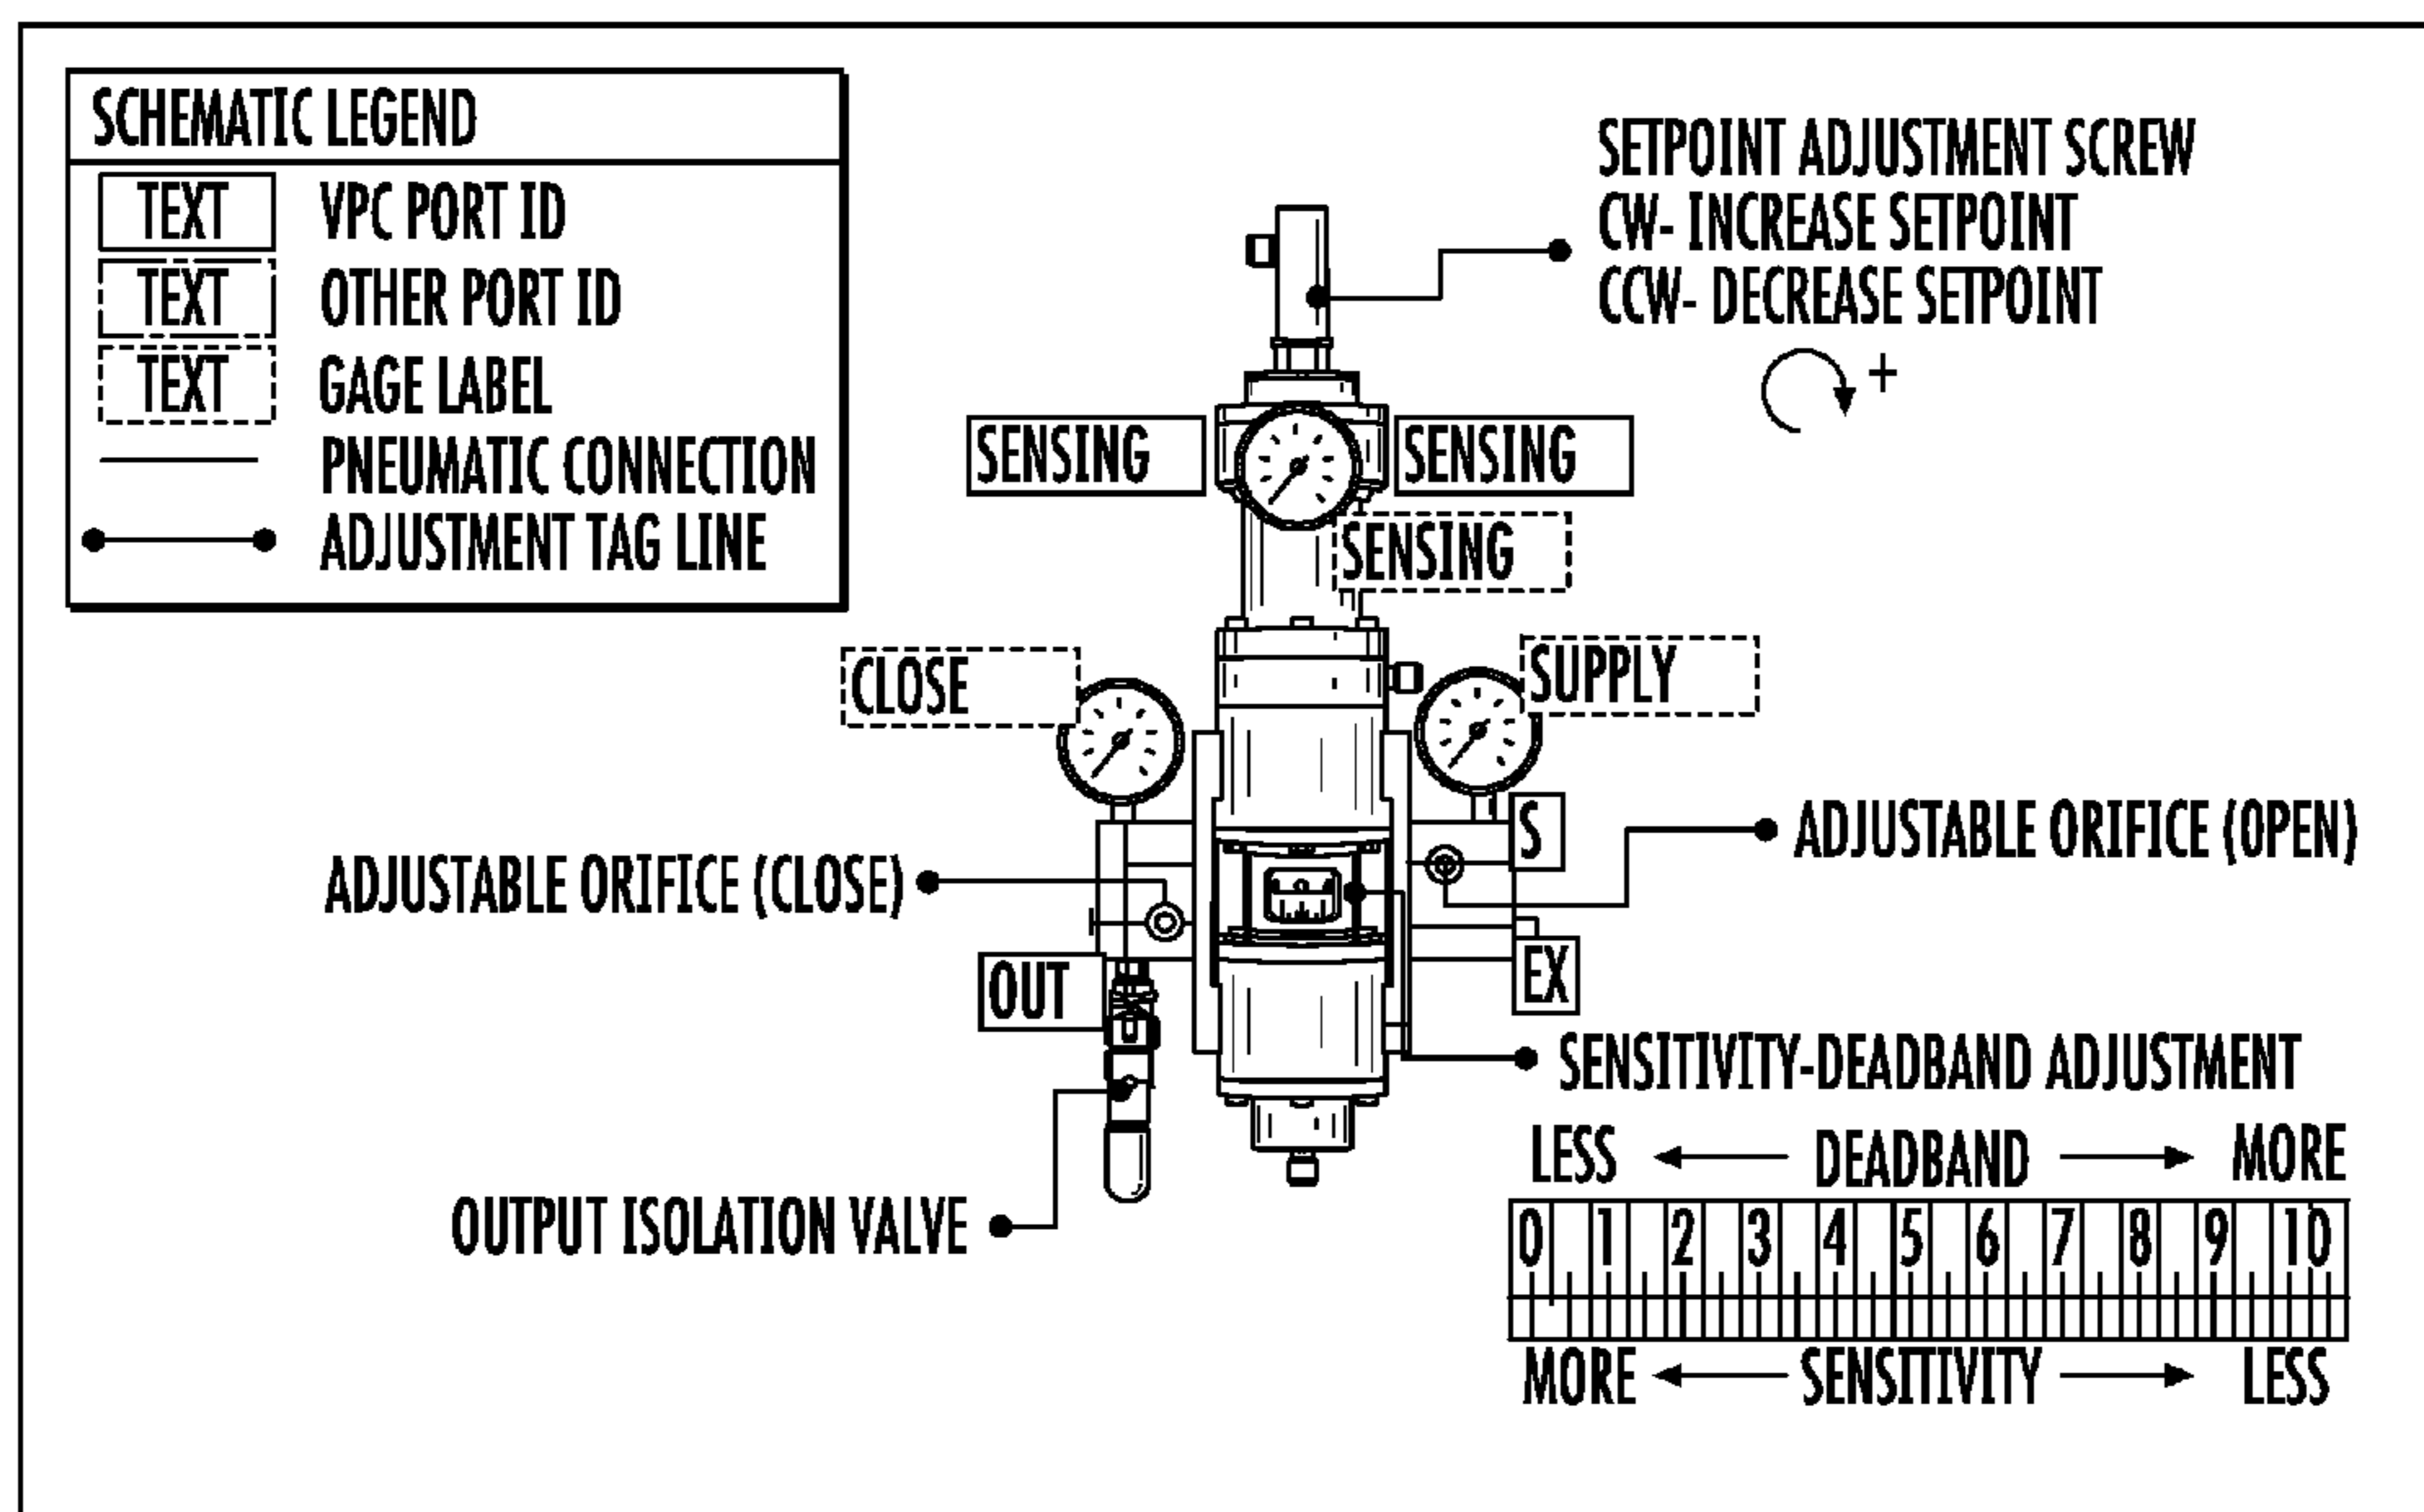 SCHEMATIC LEGEND
TEXT VPC PORT ID
TEXT OTHER PORT ID
TEXT GAGE LABEL
PNEUMATIC CONNECTION
ADJUSTMENT TAG LINE
SETPOINT ADJUSTMENT SCREW
CW- INCREASE SETPOINT
CCW- DECREASE SETPOINT
+
SENSING SENSING
SENSING
CLOSE SUPPLY
S
ADJUSTABLE ORIFICE (OPEN)
ADJUSTABLE ORIFICE (CLOSE)
OUT EX
SENSITIVITY-DEADBAND ADJUSTMENT
LESS DEADBAND MORE
OUTPUT ISOLATION VALVE
0 1 2 3 4 5 6 7 8 9 10
MORE SENSITIVITY LESS